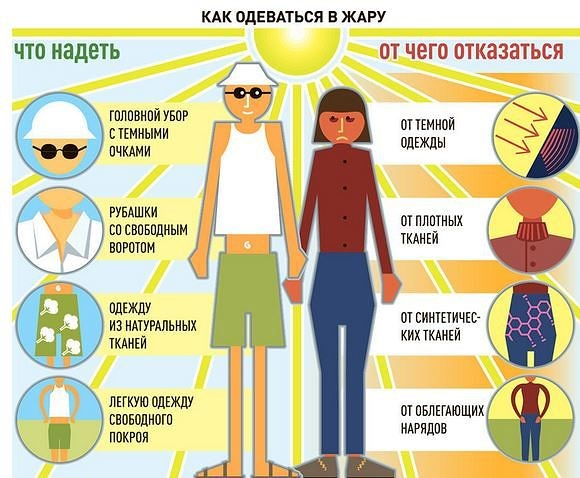 КАК ОДЕВАТЬСЯ В ЖАРУ
что надеть
от чего отказаться
ГОЛОВНОЙ УБОР
С ТЕМНЫМИ
ОЧКАМИ
РУБАШКИ
СО СВОБОДНЫМ
ВОРОТОМ
ОДЕЖДУ
ИЗ НАТУРАЛЬНЫХ
ТКАНЕЙ
ЛЕГКУЮ ОДЕЖДУ
СВОБОДНОГО
ПОКРОЯ
ОТ ТЕМНОЙ
ОДЕЖДЫ
ОТ ПЛОТНЫХ
ТКАНЕЙ
ОТ СИНТЕТИЧЕС-
КИХ ТКАНЕЙ
ОТ ОБЛЕГАЮЩИХ
НАРЯДОВ